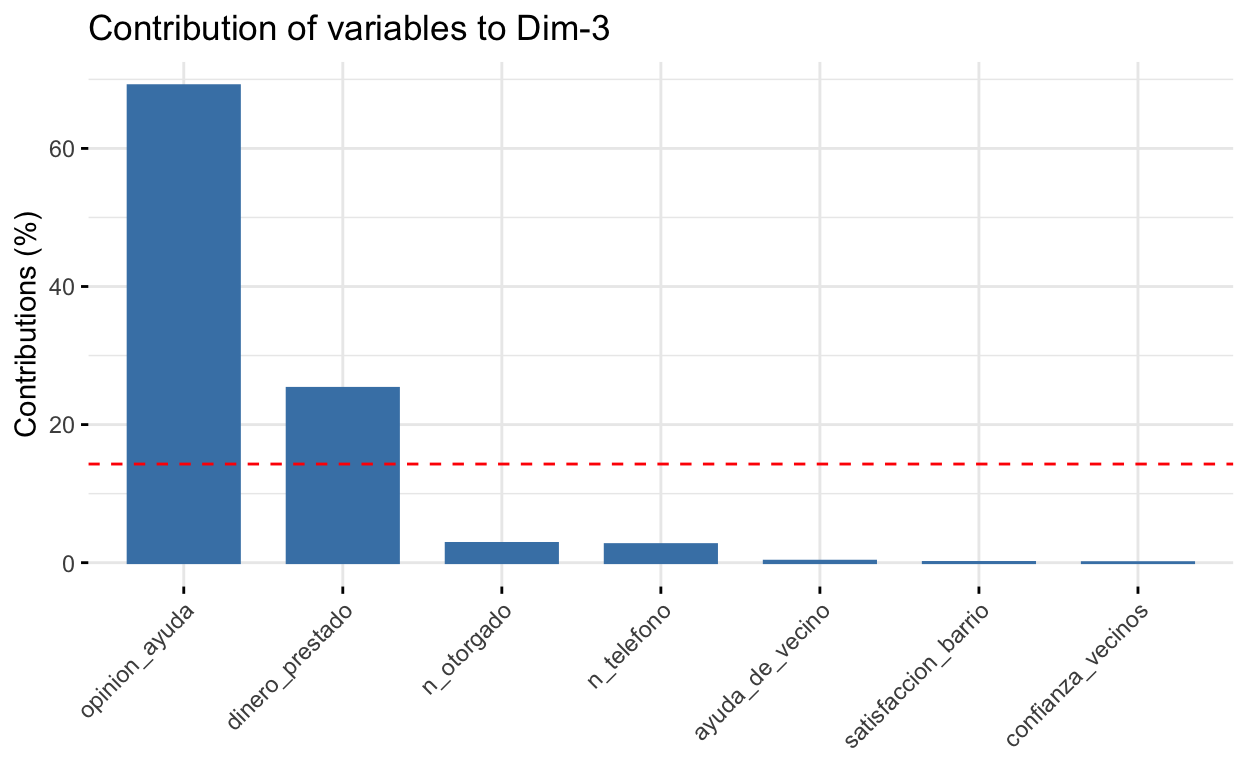 Contribution of variables to Dim-3
Contributions (%)
60
40
20
0
opinion_ayuda
dinero_prestado
n_otorgado
n_telefono
ayuda_de_vecino
satisfaccion_barrio
confianza_vecinos